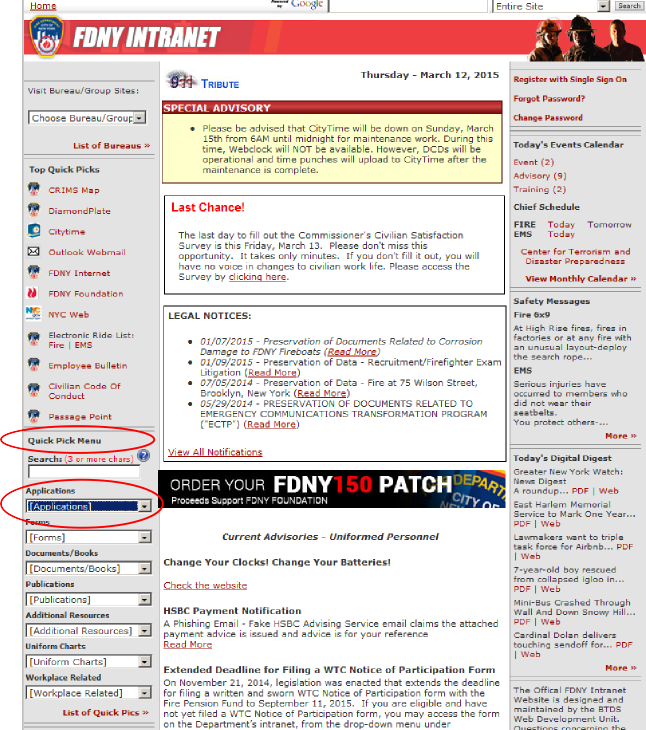 Home
Powered by Google
Entire Site
Search
FDNY INTRANET
Visit Bureau/Group Sites:
Choose Bureau/Group
List of Bureaus »
Top Quick Picks
CRIMS Map
DiamondPlate
Citytime
Outlook Webmail
FDNY Internet
FDNY Foundation
NYC Web
Electronic Ride List:
Fire | EMS
Employee Bulletin
Civilian Code Of
Conduct
Passage Point
Quick Pick Menu
Search: (3 or more chars)
Applications
[Applications]
Forms
[Forms]
Documents/Books
[Documents/Books]
Publications
[Publications]
Additional Resources
[Additional Resources]
Uniform Charts
[Uniform Charts]
Workplace Related
[Workplace Related]
List of Quick Pics »
911 TRIBUTE
Thursday - March 12, 2015
SPECIAL ADVISORY
• Please be advised that CityTime will be down on Sunday, March
15th from 6AM until midnight for maintenance work. During this
time, Webclock will NOT be available. However, DCDs will be
operational and time punches will upload to CityTime after the
maintenance is complete.
Last Chance!
The last day to fill out the Commissioner's Civilian Satisfaction
Survey is this Friday, March 13. Please don't miss this
opportunity. It takes only minutes. If you don't fill it out, you will
have no voice in changes to civilian work life. Please access the
Survey by clicking here.
LEGAL NOTICES:
• 01/07/2015 - Preservation of Documents Related to Corrosion
Damage to FDNY Fireboats (Read More)
• 01/09/2015 - Preservation of Data - Recruitment/Firefighter Exam
Litigation (Read More)
• 07/05/2014 - Preservation of Data - Fire at 75 Wilson Street,
Brooklyn, New York (Read More)
• 05/29/2014 - PRESERVATION OF DOCUMENTS RELATED TO
EMERGENCY COMMUNICATIONS TRANSFORMATION PROGRAM
("ECTP") (Read More)
View All Notifications
ORDER YOUR FDNY150 PATCH
Proceeds Support FDNY FOUNDATION
DEPART
CITY OF
Current Advisories - Uniformed Personnel
Change Your Clocks! Change Your Batteries!
Check the website
HSBC Payment Notification
A Phishing Email - Fake HSBC Advising Service email claims the attached
payment advice is issued and advice is for your reference
Read More
Extended Deadline for Filing a WTC Notice of Participation Form
On November 21, 2014, legislation was enacted that extends the deadline
for filing a written and sworn WTC Notice of Participation form with the
Fire Pension Fund to September 11, 2015. If you are eligible and have
not yet filed a WTC Notice of Participation form, you may access the form
on the Department's intranet, from the drop-down menu under
Register with Single Sign On
Forgot Password?
Change Password
Today's Events Calendar
Event (2)
Advisory (9)
Training (2)
Chief Schedule
FIRE Today Tomorrow
EMS Today
Center for Terrorism and
Disaster Preparedness
View Monthly Calendar »
Safety Messages
Fire 6x9
At High Rise fires, fires in
factories or at any fire with
an unusual layout-deploy
the search rope...
EMS
Serious injuries have
occurred to members who
did not wear their
seatbelts.
You protect others-...
More »
Today's Digital Digest
Greater New York Watch:
News Digest
A roundup... PDF | Web
East Harlem Memorial
Service to Mark One Year...
PDF | Web
Lawmakers want to triple
task force for Airbnb... PDF
| Web
7-year-old boy rescued
from collapsed igloo in...
PDF | Web
Mini-Bus Crashed Through
Wall And Down Snowy Hill...
PDF | Web
Cardinal Dolan delivers
touching sendoff for... PDF
| Web
More »
The Offical FDNY Intranet
Website is designed and
maintained by the BTDS
Web Development Unit.
Questions concerning the